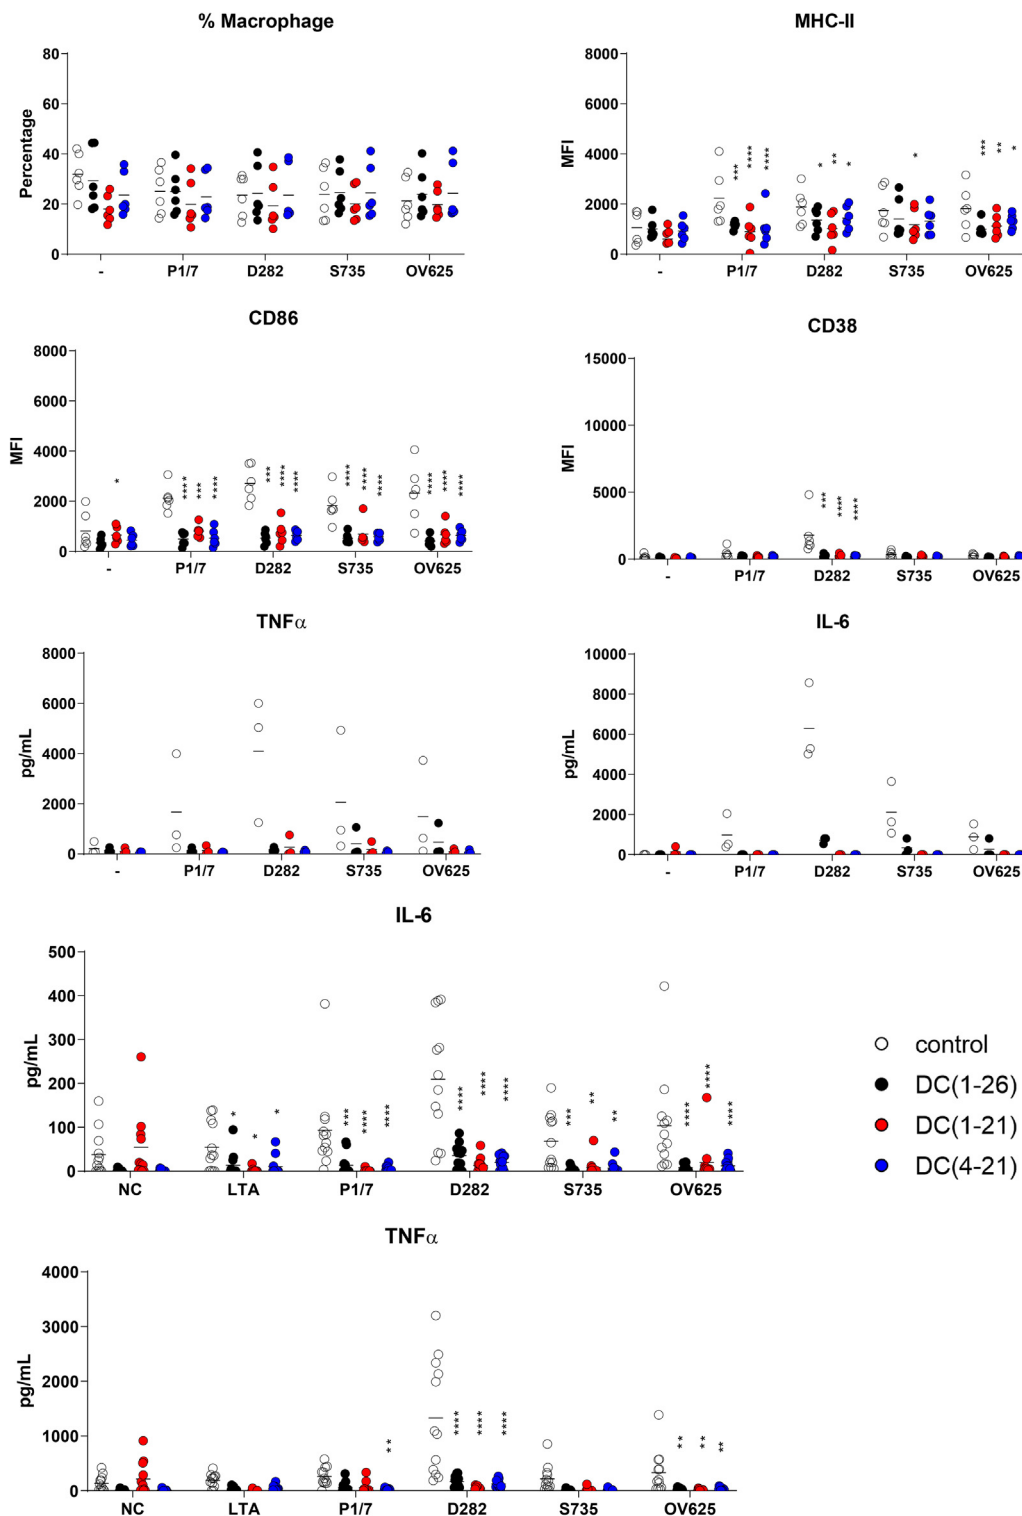 % Macrophage
Percentage
80
60
40
20
0
- P1/7 D282 S735 OV625
MHC-II
MFI
8000
6000
4000
2000
0
*** **** **** * ** * * *** ** *
- P1/7 D282 S735 OV625
CD86
MFI
8000
6000
4000
2000
0
* **** *** **** *** **** **** **** **** **** **** **** ****
- P1/7 D282 S735 OV625
CD38
MFI
15000
10000
5000
0
*** **** ****
- P1/7 D282 S735 OV625
TNFα
pg/mL
8000
6000
4000
2000
0
- P1/7 D282 S735 OV625
IL-6
pg/mL
10000
8000
6000
4000
2000
0
- P1/7 D282 S735 OV625
IL-6
pg/mL
500
400
300
200
100
0
* * * *** **** **** **** **** **** *** ** ** **** **** ****
NC LTA P1/7 D282 S735 OV625
control
DC(1-26)
DC(1-21)
DC(4-21)
TNFα
pg/mL
4000
3000
2000
1000
0
** **** **** **** ** ** **
NC LTA P1/7 D282 S735 OV625